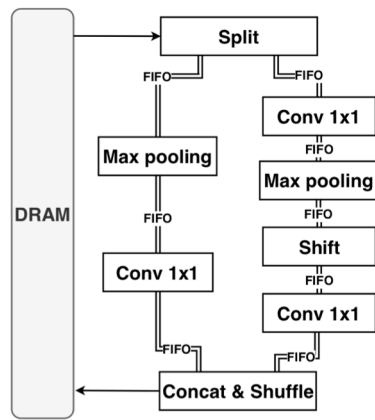 Split
FIFO
FIFO
Conv 1x1
FIFO
Max pooling
Max pooling
DRAM
FIFO
FIFO
Shift
Conv 1x1
FIFO
Conv 1x1
FIFO
FIFO
Concat & Shuffle